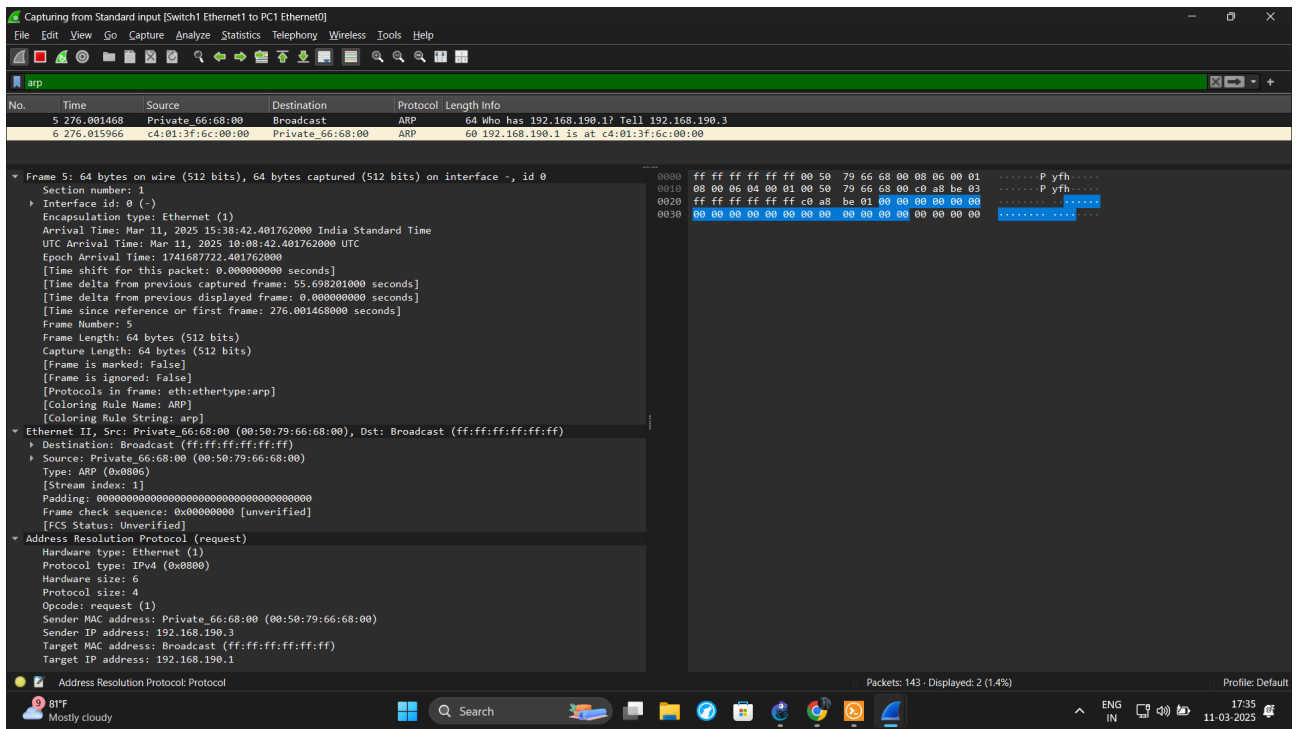 Capturing from Standard input [Switch1 Ethernet1 to PC1 Ethernet0]
File Edit View Go Capture Analyze Statistics Telephony Wireless Tools Help
arp
No. Time Source Destination Protocol Length Info
5 276.001468 Private_66:68:00 Broadcast ARP 64 Who has 192.168.190.1? Tell 192.168.190.3
6 276.015966 c4:01:3f:6c:00:00 Private_66:68:00 ARP 60 192.168.190.1 is at c4:01:3f:6c:00:00
Frame 5: 64 bytes on wire (512 bits), 64 bytes captured (512 bits) on interface -, id 0
Section number: 1
Interface id: 0 (-)
Encapsulation type: Ethernet (1)
Arrival Time: Mar 11, 2025 15:38:42.401762000 India Standard Time
UTC Arrival Time: Mar 11, 2025 10:08:42.401762000 UTC
Epoch Arrival Time: 1741687722.401762000
[Time shift for this packet: 0.000000000 seconds]
[Time delta from previous captured frame: 55.698201000 seconds]
[Time delta from previous displayed frame: 0.000000000 seconds]
[Time since reference or first frame: 276.001468000 seconds]
Frame Number: 5
Frame Length: 64 bytes (512 bits)
Capture Length: 64 bytes (512 bits)
[Frame is marked: False]
[Frame is ignored: False]
[Protocols in frame: eth:ethertype:arp]
[Coloring Rule Name: ARP]
[Coloring Rule String: arp]
Ethernet II, Src: Private_66:68:00 (00:50:79:66:68:00), Dst: Broadcast (ff:ff:ff:ff:ff:ff)
Destination: Broadcast (ff:ff:ff:ff:ff:ff)
Source: Private_66:68:00 (00:50:79:66:68:00)
Type: ARP (0x0806)
[Stream index: 1]
Padding: 000000000000000000000000000000000000
Frame check sequence: 0x00000000 [unverified]
[FCS Status: Unverified]
Address Resolution Protocol (request)
Hardware type: Ethernet (1)
Protocol type: IPv4 (0x0800)
Hardware size: 6
Protocol size: 4
Opcode: request (1)
Sender MAC address: Private_66:68:00 (00:50:79:66:68:00)
Sender IP address: 192.168.190.3
Target MAC address: Broadcast (ff:ff:ff:ff:ff:ff)
Target IP address: 192.168.190.1
0000 ff ff ff ff ff ff 00 50 79 66 68 00 08 06 00 01 ·······P yfh·····
0010 08 00 06 04 00 01 00 50 79 66 68 00 c0 a8 be 03 ·······P yfh·····
0020 ff ff ff ff ff ff c0 a8 be 01 00 00 00 00 00 00 ········ ········
0030 00 00 00 00 00 00 00 00 00 00 00 00 00 00 00 00 ········ ········
Address Resolution Protocol: Protocol
Packets: 143 · Displayed: 2 (1.4%)
Profile: Default
9
81°F
Mostly cloudy
Search
ENG
IN
17:35
11-03-2025